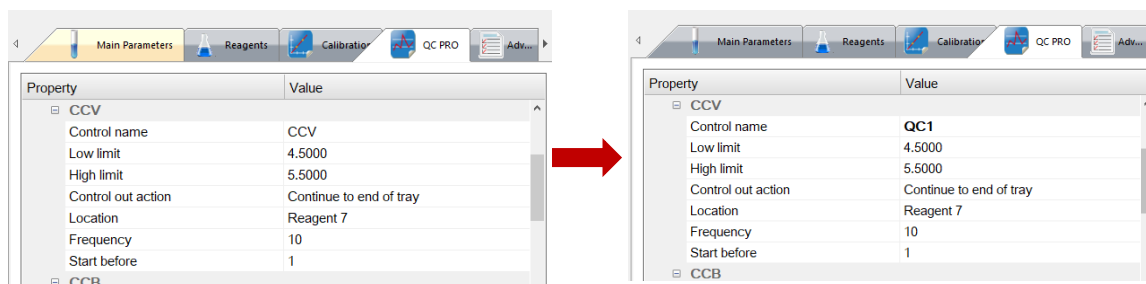 Main Parameters Reagents Calibration QC PRO Adv...
Property Value
CCV
Control name CCV
Low limit 4.5000
High limit 5.5000
Control out action Continue to end of tray
Location Reagent 7
Frequency 10
Start before 1
CCB
Main Parameters Reagents Calibration QC PRO Adv...
Property Value
CCV
Control name QC1
Low limit 4.5000
High limit 5.5000
Control out action Continue to end of tray
Location Reagent 7
Frequency 10
Start before 1
CCB